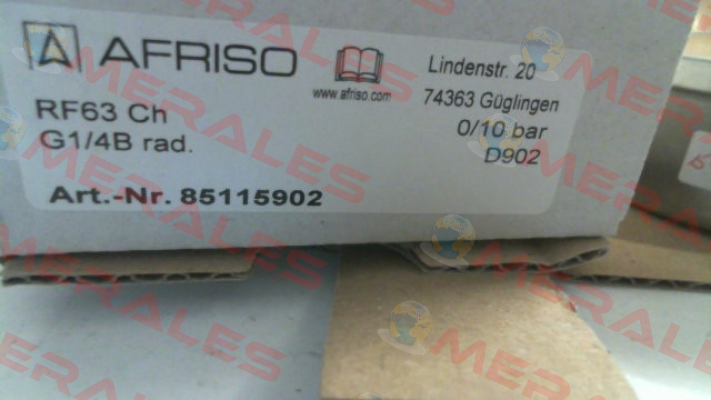 AFRISO
www.afriso.com
Lindenstr. 20
74363 Güglingen
RF63 Ch
0/10 bar
G1/4B rad.
D902
Art.-Nr. 85115902
MERALES
MERALES
MERALES
MERALES